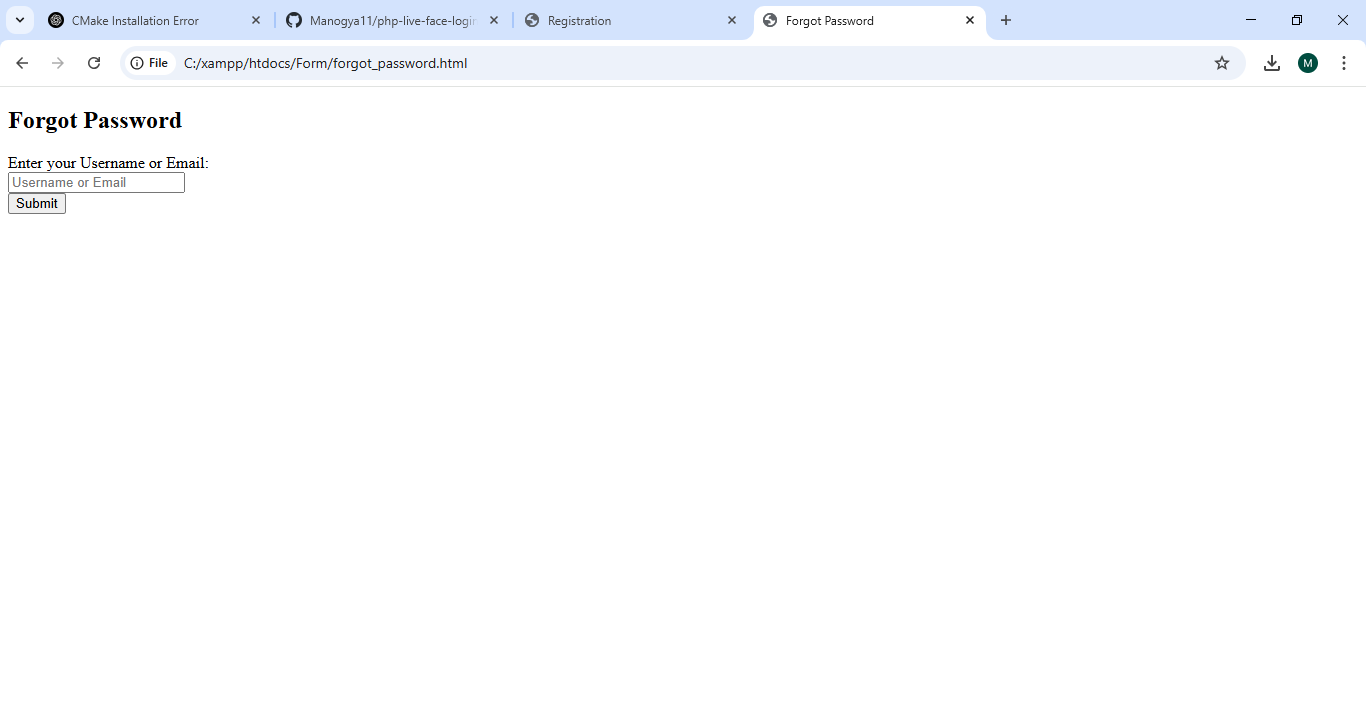 CMake Installation Error
Manogya11/php-live-face-login
Registration
Forgot Password
File
C:/xampp/htdocs/Form/forgot_password.html
M
Forgot Password
Enter your Username or Email:
Username or Email
Submit